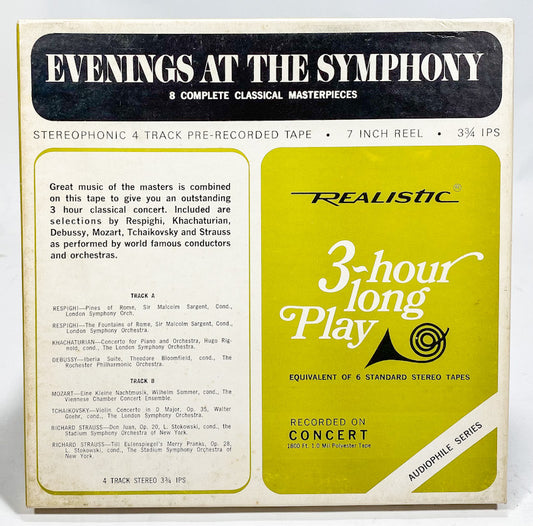 EVENINGS AT THE SYMPHONY
8 COMPLETE CLASSICAL MASTERPIECES
STEREOPHONIC 4 TRACK PRE-RECORDED TAPE • 7 INCH REEL • 3¾ IPS
Great music of the masters is combined
on this tape to give you an outstanding
3 hour classical concert. Included are
selections by Respighi, Khachaturian,
Debussy, Mozart, Tchaikovsky and Strauss
as performed by world famous conductors
and orchestras.
TRACK A
RESPIGHI—Pines of Rome, Sir Malcolm Sargent, Cond.,
London Symphony Orch.
RESPIGHI—The Fountains of Rome, Sir Malcolm Sargent, Cond.,
London Symphony Orchestra.
KHACHATURIAN—Concerto for Piano and Orchestra, Hugo Rig-
nold, cond., The London Symphony Orchestra.
DEBUSSY—Iberia Suite, Theodore Bloomfield, cond., The
Rochester Philharmonic Orchestra.
TRACK B
MOZART—Eine Kleine Nachtmusik, Wilhelm Sommer, cond., The
Viennese Chamber Concert Ensemble.
TCHAIKOVSKY—Violin Concerto in D Major, Op. 35, Walter
Goehr, cond., The London Symphony Orchestra.
RICHARD STRAUSS—Don Juan, Op. 20, L. Stokowski, cond., the
Stadium Symphony Orchestra of New York.
RICHARD STRAUSS—Till Eulenspiegel's Merry Pranks, Op. 28,
L. Stokowski, cond., The Stadium Symphony Orchestra of
New York.
4 TRACK STEREO 3¾ IPS
REALISTIC®
3-hour
long
Play
EQUIVALENT OF 6 STANDARD STEREO TAPES
RECORDED ON
CONCERT
1800 Ft. 1.0 Mil Polyester Tape
AUDIOPHILE SERIES